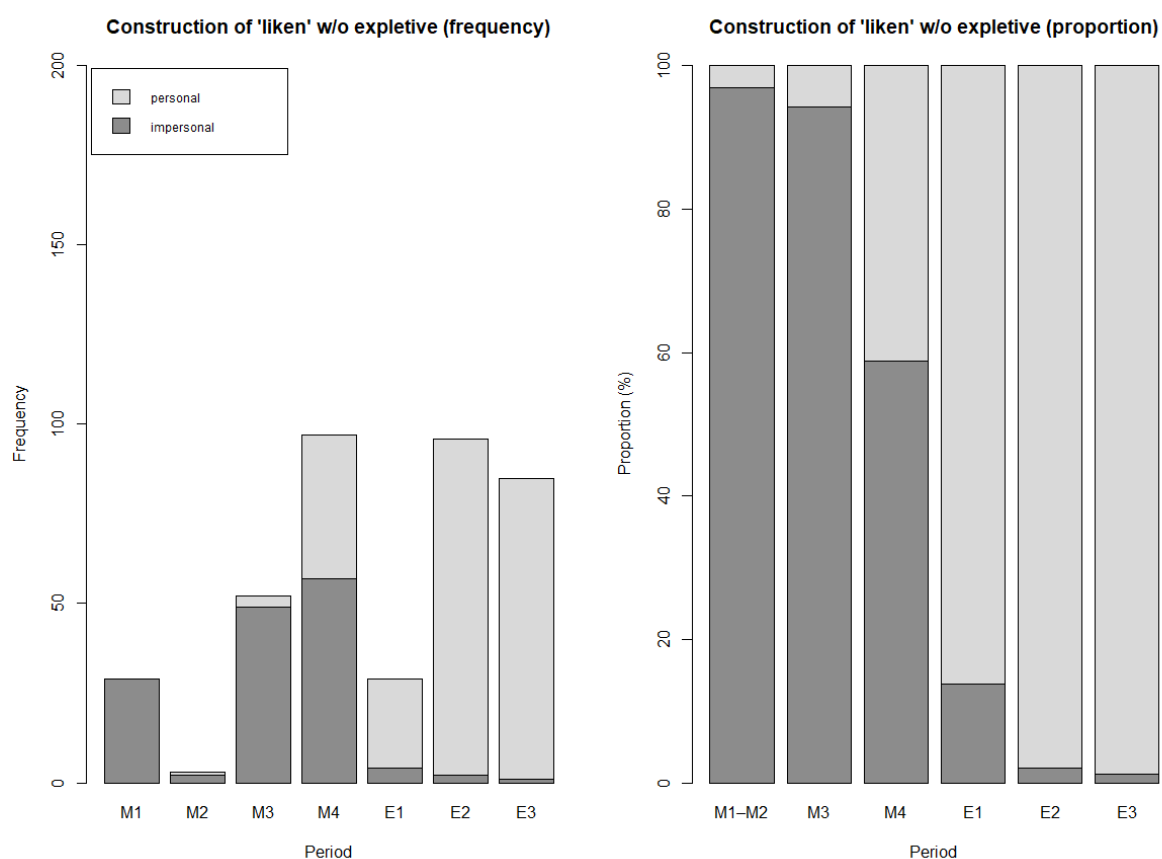 Construction of 'liken' w/o expletive (frequency)
200
150
100
50
0
Frequency
personal
impersonal
M1 M2 M3 M4 E1 E2 E3
Period
Construction of 'liken' w/o expletive (proportion)
100
80
60
40
20
0
Proportion (%)
M1–M2 M3 M4 E1 E2 E3
Period